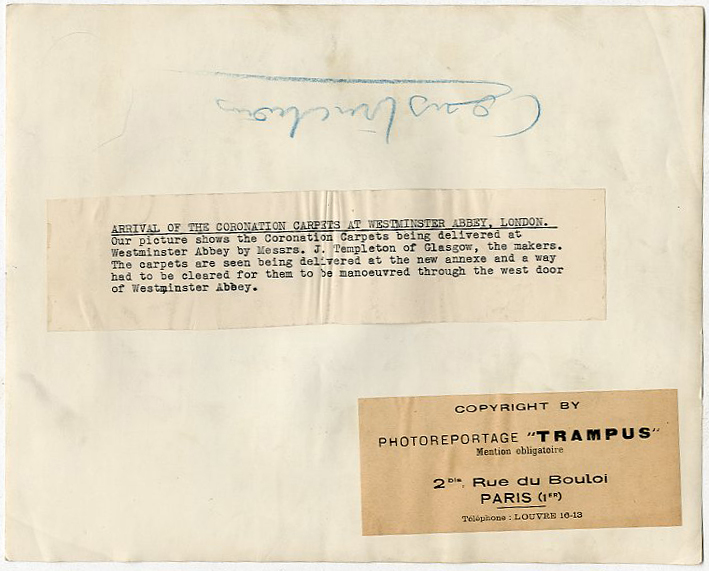 ARRIVAL OF THE CORONATION CARPETS AT WESTMINSTER ABBEY, LONDON.
Our picture shows the Coronation Carpets being delivered at
Westminster Abbey by Messrs. J. Templeton of Glasgow, the makers.
The carpets are seen being delivered at the new annexe and a way
had to be cleared for them to be manoeuvred through the west door
of Westminster Abbey.
COPYRIGHT BY
PHOTOREPORTAGE "TRAMPUS"
Mention obligatoire
2bis, Rue du Bouloi
PARIS (1ER)
Téléphone : LOUVRE 16-13